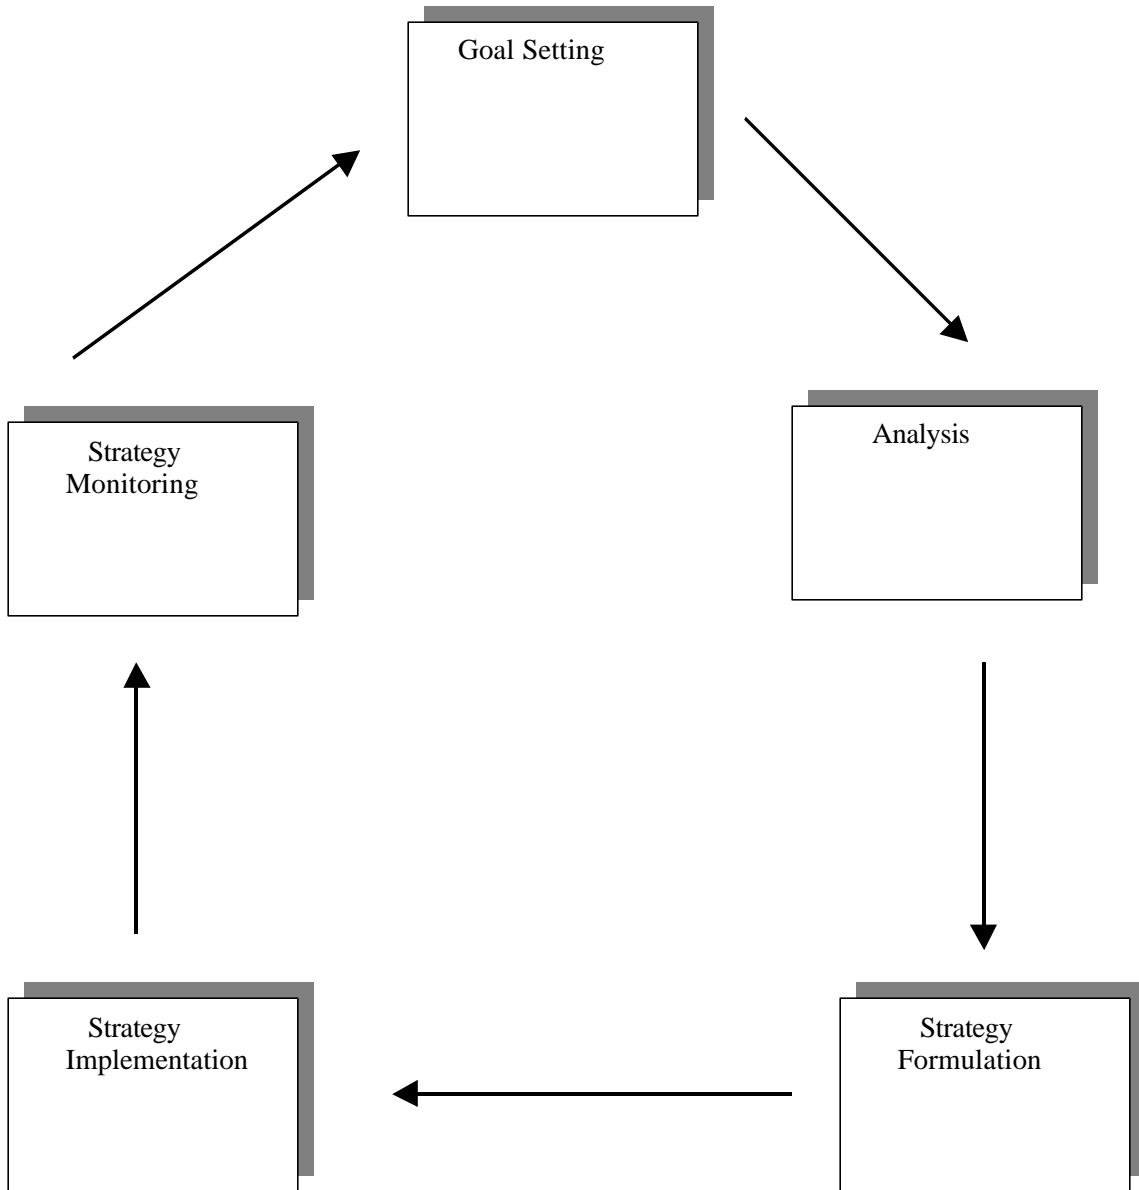 Goal Setting
Analysis
Strategy
Formulation
Strategy
Implementation
Strategy
Monitoring